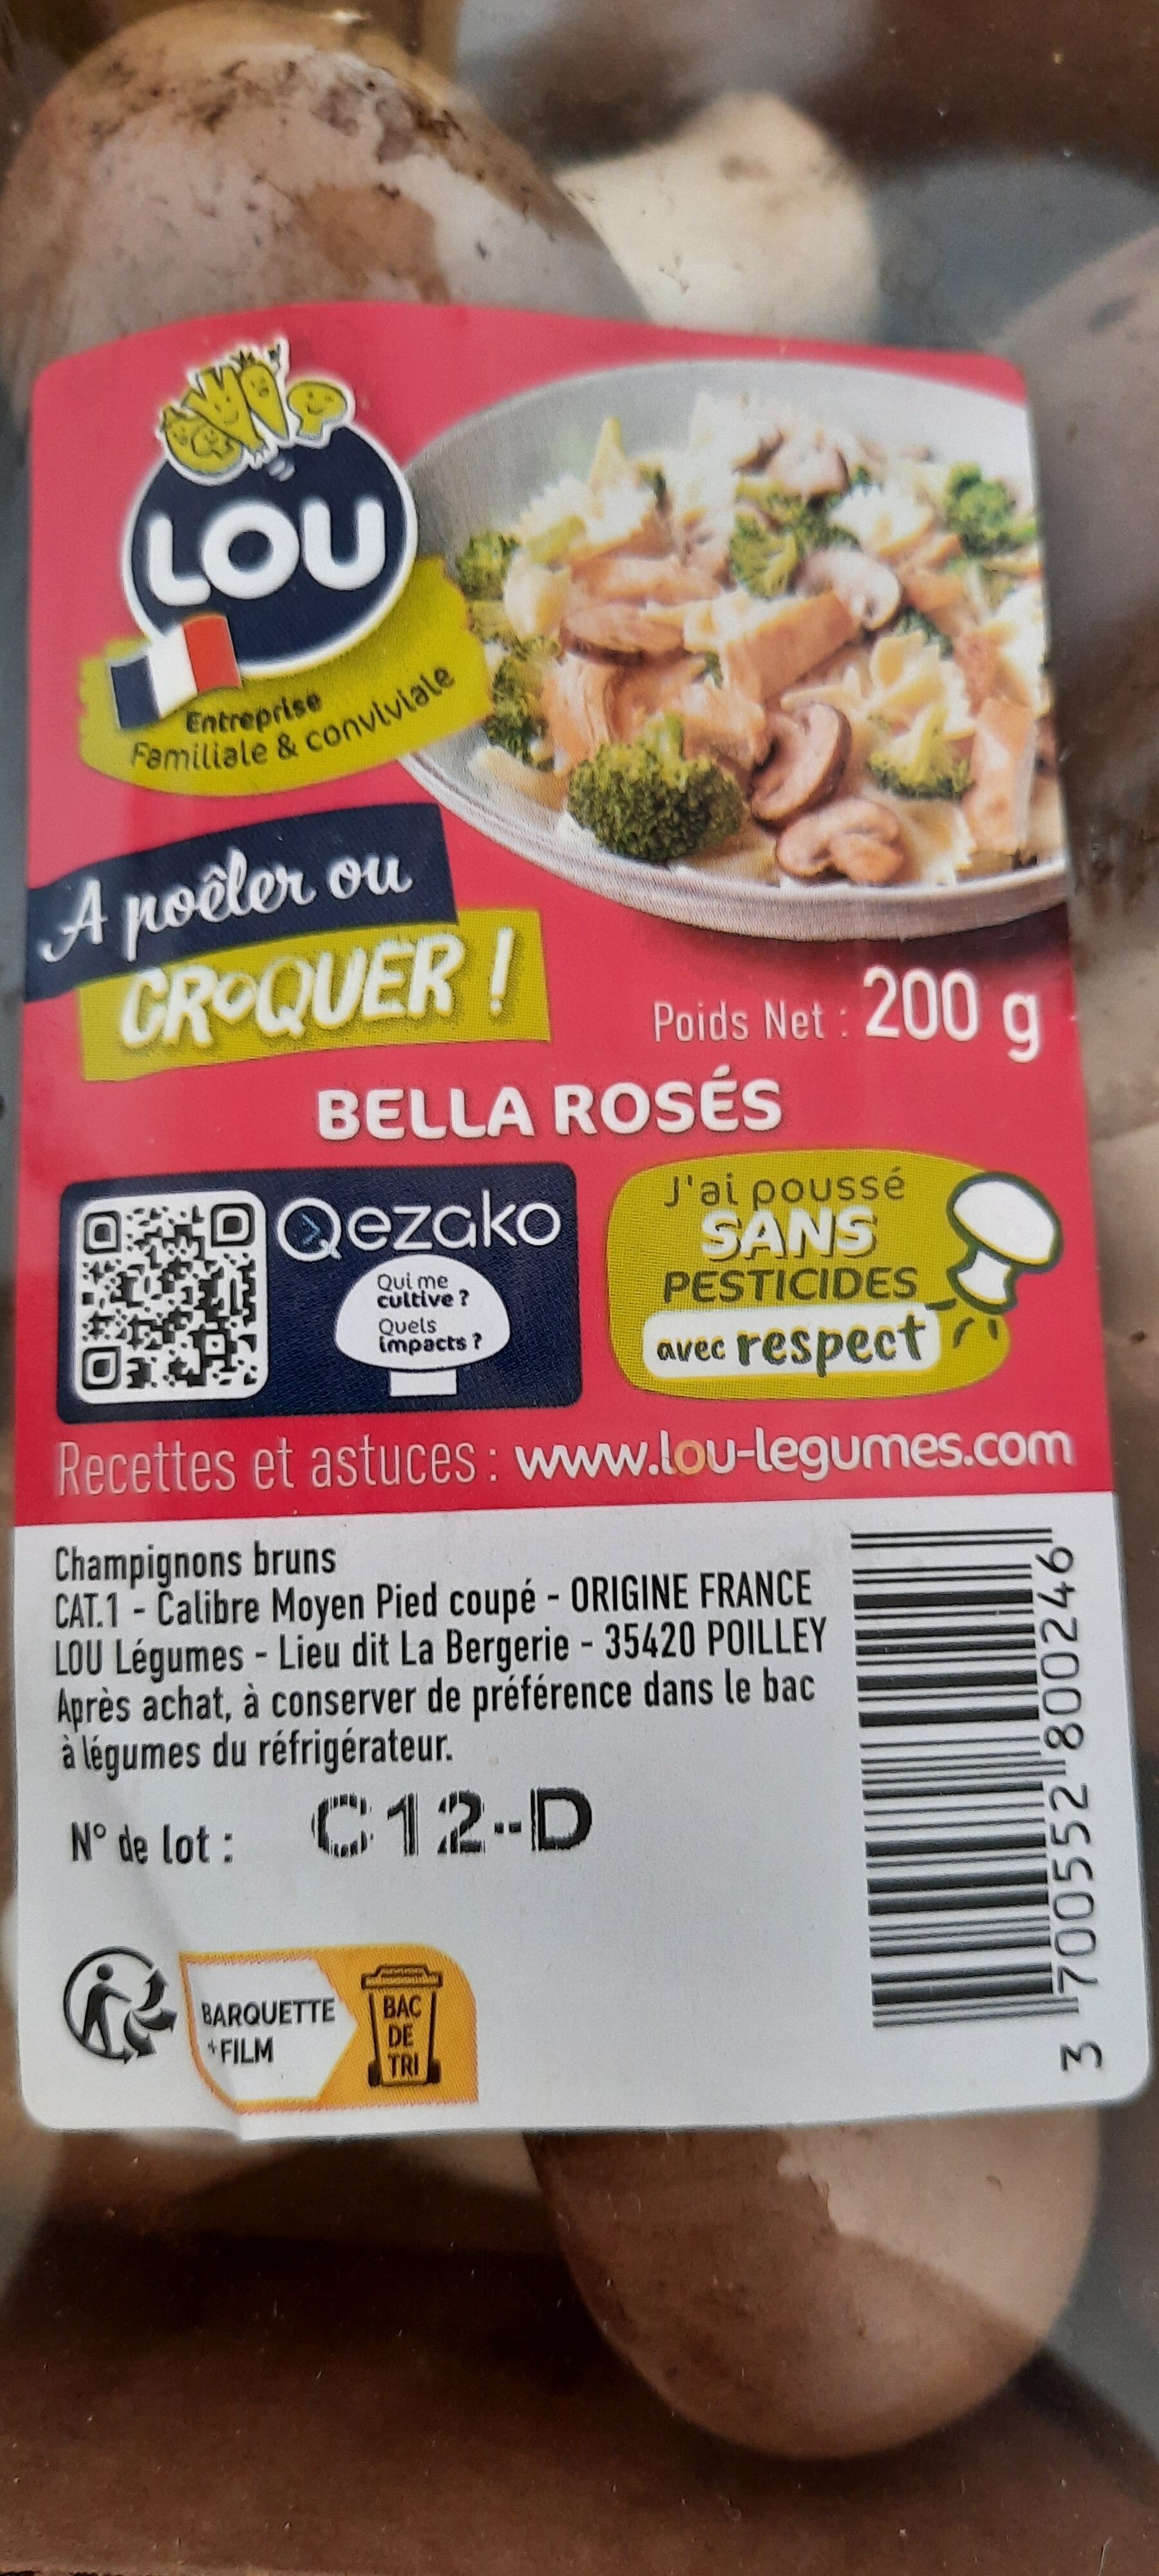 LOU
Entreprise
Familiale & conviviale
A poêler ou
CROQUER !
Poids Net : 200 g
BELLA ROSÉS
Qezako
Qui me
cultive ?
Quels
impacts ?
J'ai poussé
SANS
PESTICIDES
avec respect
Recettes et astuces : www.lou-legumes.com
Champignons bruns
CAT.1 - Calibre Moyen Pied coupé - ORIGINE FRANCE
LOU Légumes - Lieu dit La Bergerie - 35420 POILLEY
Après achat, à conserver de préférence dans le bac
à légumes du réfrigérateur.
N° de lot : C12-D
BARQUETTE
+FILM
BAC
DE
TRI
3 700552 800246